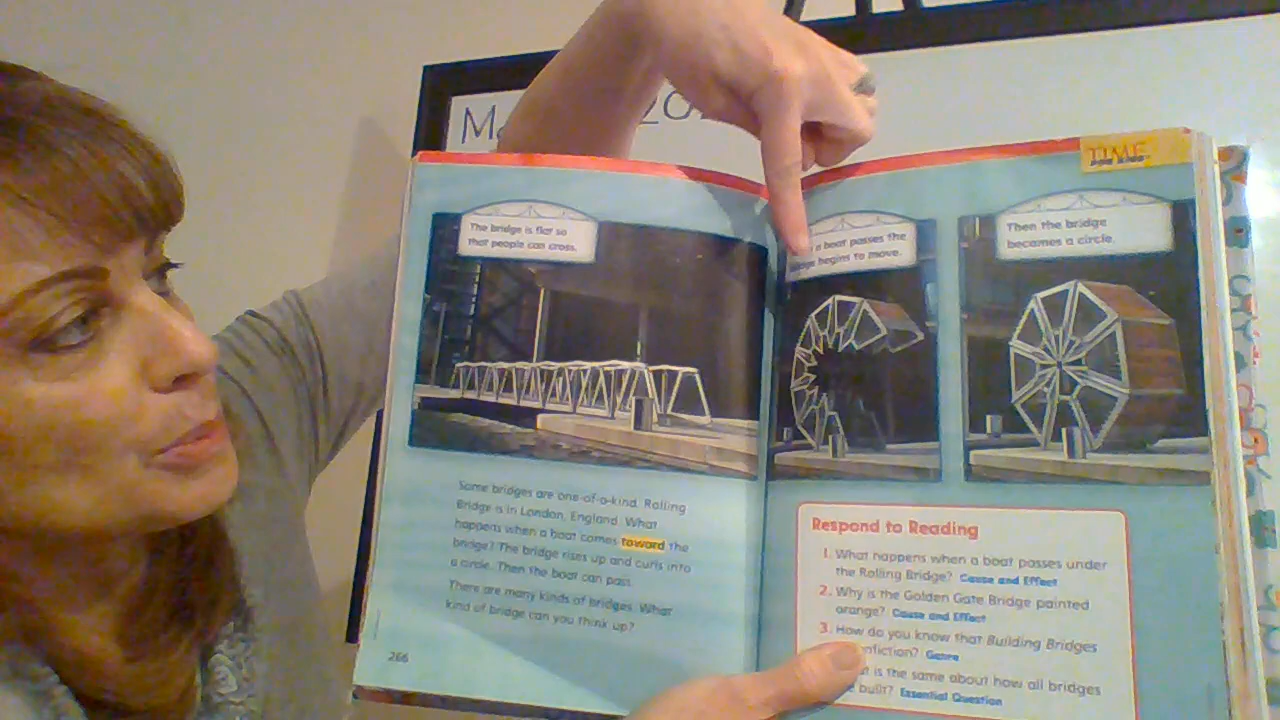 The bridge is flat so
that people can cross.
Some bridges are one-of-a-kind. Rolling
Bridge is in London, England. What
happens when a boat comes toward the
bridge? The bridge rises up and curls into
a circle. Then the boat can pass.
There are many kinds of bridges. What
kind of bridge can you think up?
266
TIME
a boat passes the
begins to move.
Then the bridge
becomes a circle.
Respond to Reading
1. What happens when a boat passes under
the Rolling Bridge? Cause and Effect
2. Why is the Golden Gate Bridge painted
orange? Cause and Effect
3. How do you know that Building Bridges
nfiction? Genre
is the same about how all bridges
built? Essential Question